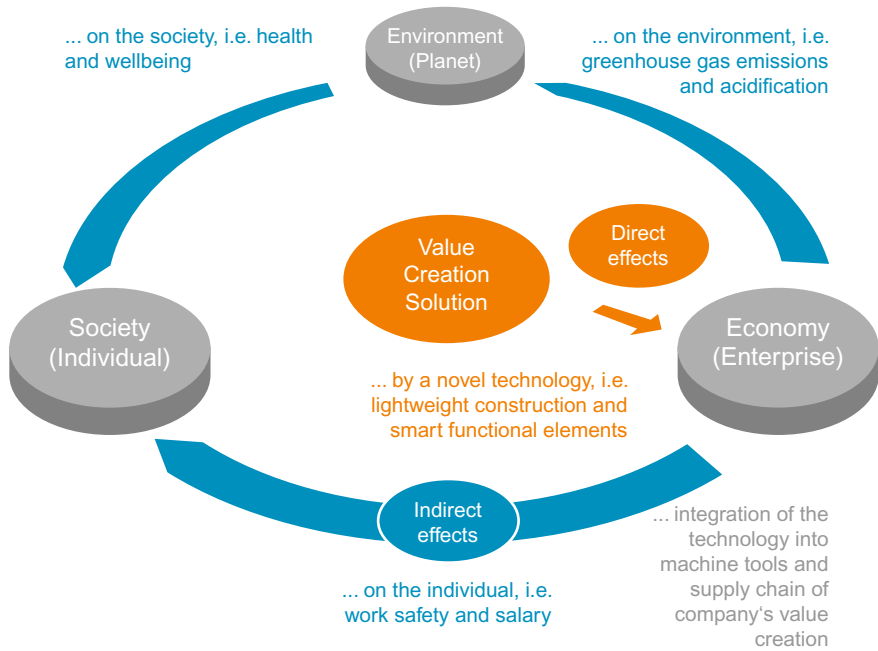 ... on the society, i.e. health
and wellbeing
Environment
(Planet)
... on the environment, i.e.
greenhouse gas emissions
and acidification
Value
Creation
Solution
Direct
effects
Society
(Individual)
Economy
(Enterprise)
... by a novel technology, i.e.
lightweight construction and
smart functional elements
Indirect
effects
... on the individual, i.e.
work safety and salary
... integration of the
technology into
machine tools and
supply chain of
company‘s value
creation